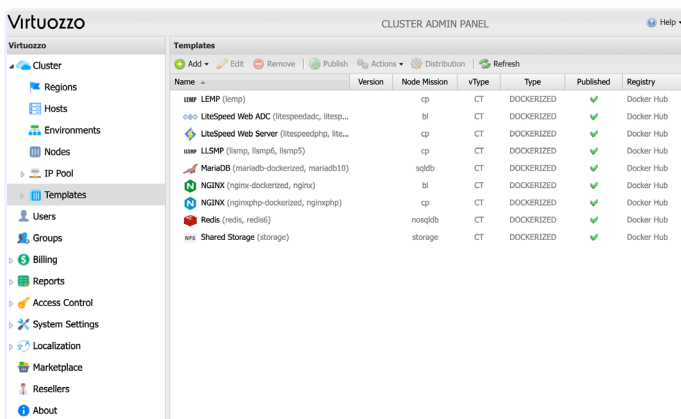 Virtuozzo CLUSTER ADMIN PANEL Help
Virtuozzo
Templates
Cluster
Regions
Hosts
Environments
Nodes
IP Pool
Templates
Users
Groups
Billing
Reports
Access Control
System Settings
Localization
Marketplace
Resellers
About
Add Edit Remove Publish Actions Distribution Refresh
Name Version Node Mission vType Type Published Registry
LEMP LEMP (lemp) cp CT DOCKERIZED Docker Hub
LiteSpeed Web ADC (litespeedadc, litesp... bl CT DOCKERIZED Docker Hub
LiteSpeed Web Server (litespeedphp, lite... cp CT DOCKERIZED Docker Hub
LLSMP LLSMP (llsmp, llsmp6, llsmp5) cp CT DOCKERIZED Docker Hub
MariaDB (mariadb-dockerized, mariadb10) sqldb CT DOCKERIZED Docker Hub
N NGINX (nginx-dockerized, nginx) bl CT DOCKERIZED Docker Hub
N NGINX (nginxphp-dockerized, nginxphp) cp CT DOCKERIZED Docker Hub
Redis (redis, redis6) nosqldb CT DOCKERIZED Docker Hub
NFS Shared Storage (storage) storage CT DOCKERIZED Docker Hub